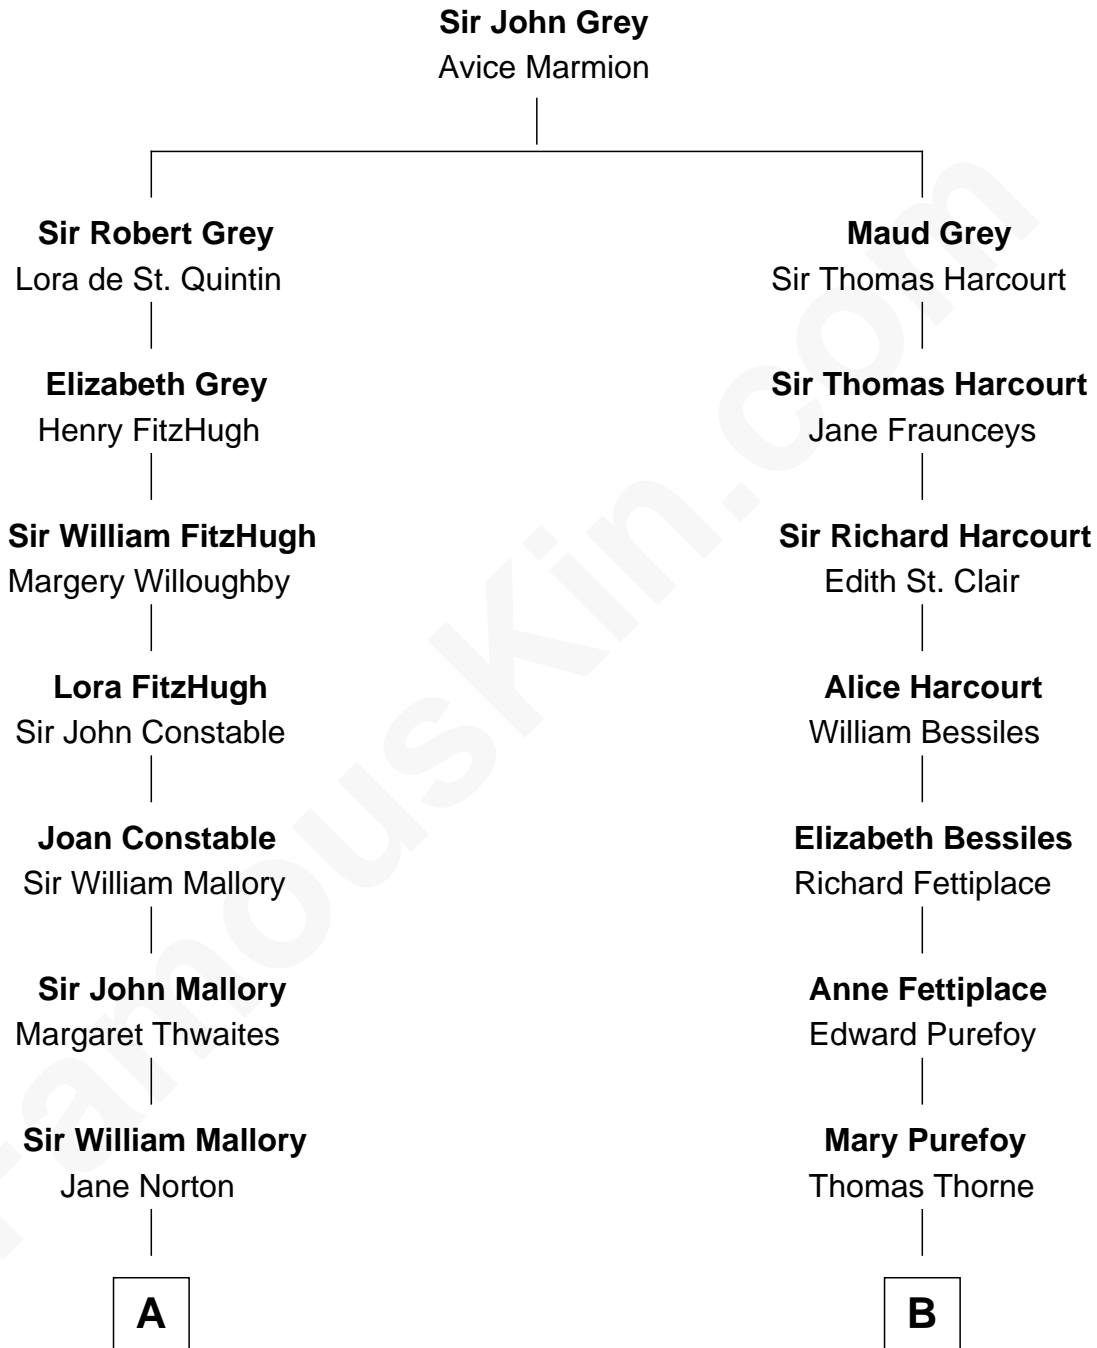 Sir John Grey
Avice Marmion
Sir Robert Grey
Lora de St. Quintin
Maud Grey
Sir Thomas Harcourt
Elizabeth Grey
Henry FitzHugh
Sir Thomas Harcourt
Jane Fraunceys
Sir William FitzHugh
Margery Willoughby
Sir Richard Harcourt
Edith St. Clair
Lora FitzHugh
Sir John Constable
Alice Harcourt
William Bessiles
Joan Constable
Sir William Mallory
Elizabeth Bessiles
Richard Fettiplace
Sir John Mallory
Margaret Thwaites
Anne Fettiplace
Edward Purefoy
Sir William Mallory
Jane Norton
Mary Purefoy
Thomas Thorne
A
B
FamousKin.com